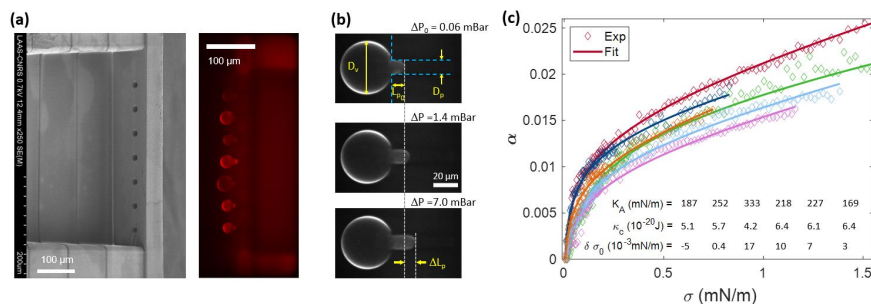 (a)
LAAS-CNRS 0.7kV 12.4mm x250 SE(M)
200um
100 µm
100 µm
(b)
ΔP₀ = 0.06 mBar
Dᵥ
Lₚ₀
Dₚ
ΔP =1.4 mBar
20 µm
ΔP = 7.0 mBar
ΔLₚ
(c)
0.025
0.02
0.015
0.01
0.005
0
α
Exp
Fit
K_A (mN/m) 187 252 333 218 227 169
κ_c (10⁻²⁰J) 5.1 5.7 4.2 6.4 6.1 6.4
δ σ₀ (10⁻³mN/m) -5 0.4 17 10 7 3
0 0.5 1 1.5
σ (mN/m)